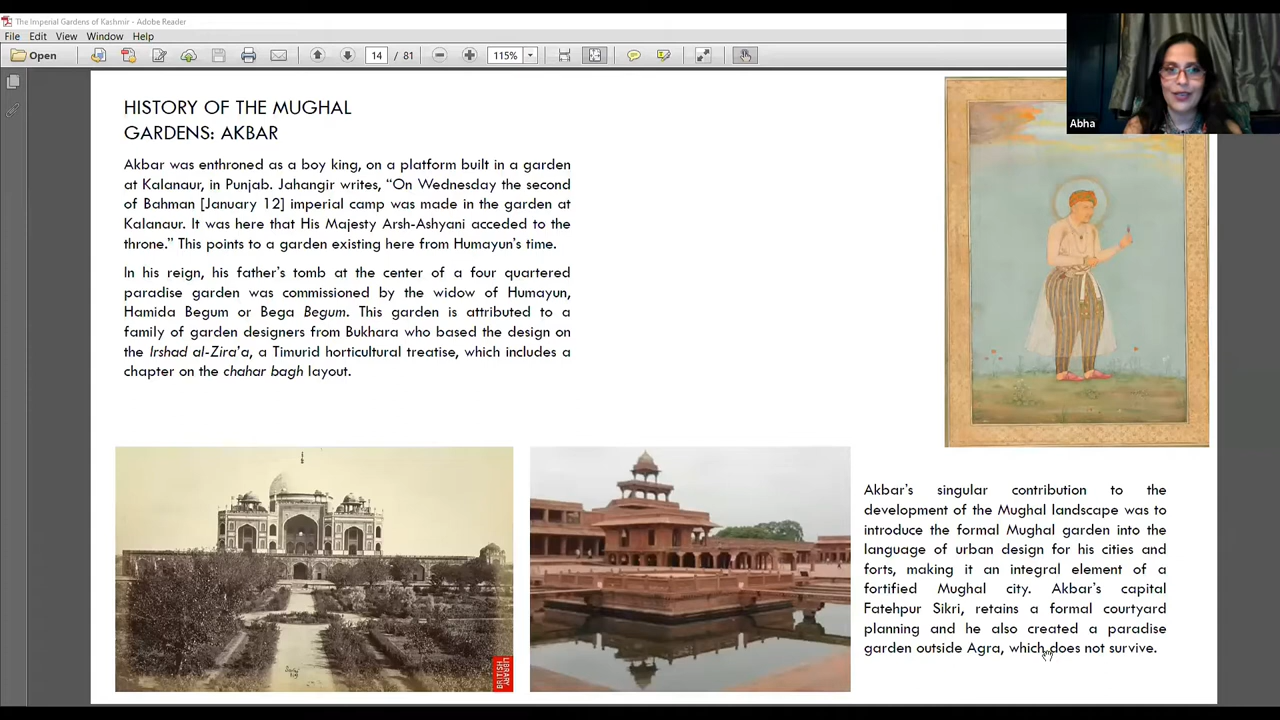 The Imperial Gardens of Kashmir - Adobe Reader
File Edit View Window Help
Open 14 / 81 115%
Abha
HISTORY OF THE MUGHAL
GARDENS: AKBAR
Akbar was enthroned as a boy king, on a platform built in a garden
at Kalanaur, in Punjab. Jahangir writes, “On Wednesday the second
of Bahman [January 12] imperial camp was made in the garden at
Kalanaur. It was here that His Majesty Arsh-Ashyani acceded to the
throne.” This points to a garden existing here from Humayun’s time.
In his reign, his father’s tomb at the center of a four quartered
paradise garden was commissioned by the widow of Humayun,
Hamida Begum or Bega Begum. This garden is attributed to a
family of garden designers from Bukhara who based the design on
the Irshad al-Zira’a, a Timurid horticultural treatise, which includes a
chapter on the chahar bagh layout.
BRITISH
LIBRARY
Akbar’s singular contribution to the
development of the Mughal landscape was to
introduce the formal Mughal garden into the
language of urban design for his cities and
forts, making it an integral element of a
fortified Mughal city. Akbar’s capital
Fatehpur Sikri, retains a formal courtyard
planning and he also created a paradise
garden outside Agra, which does not survive.